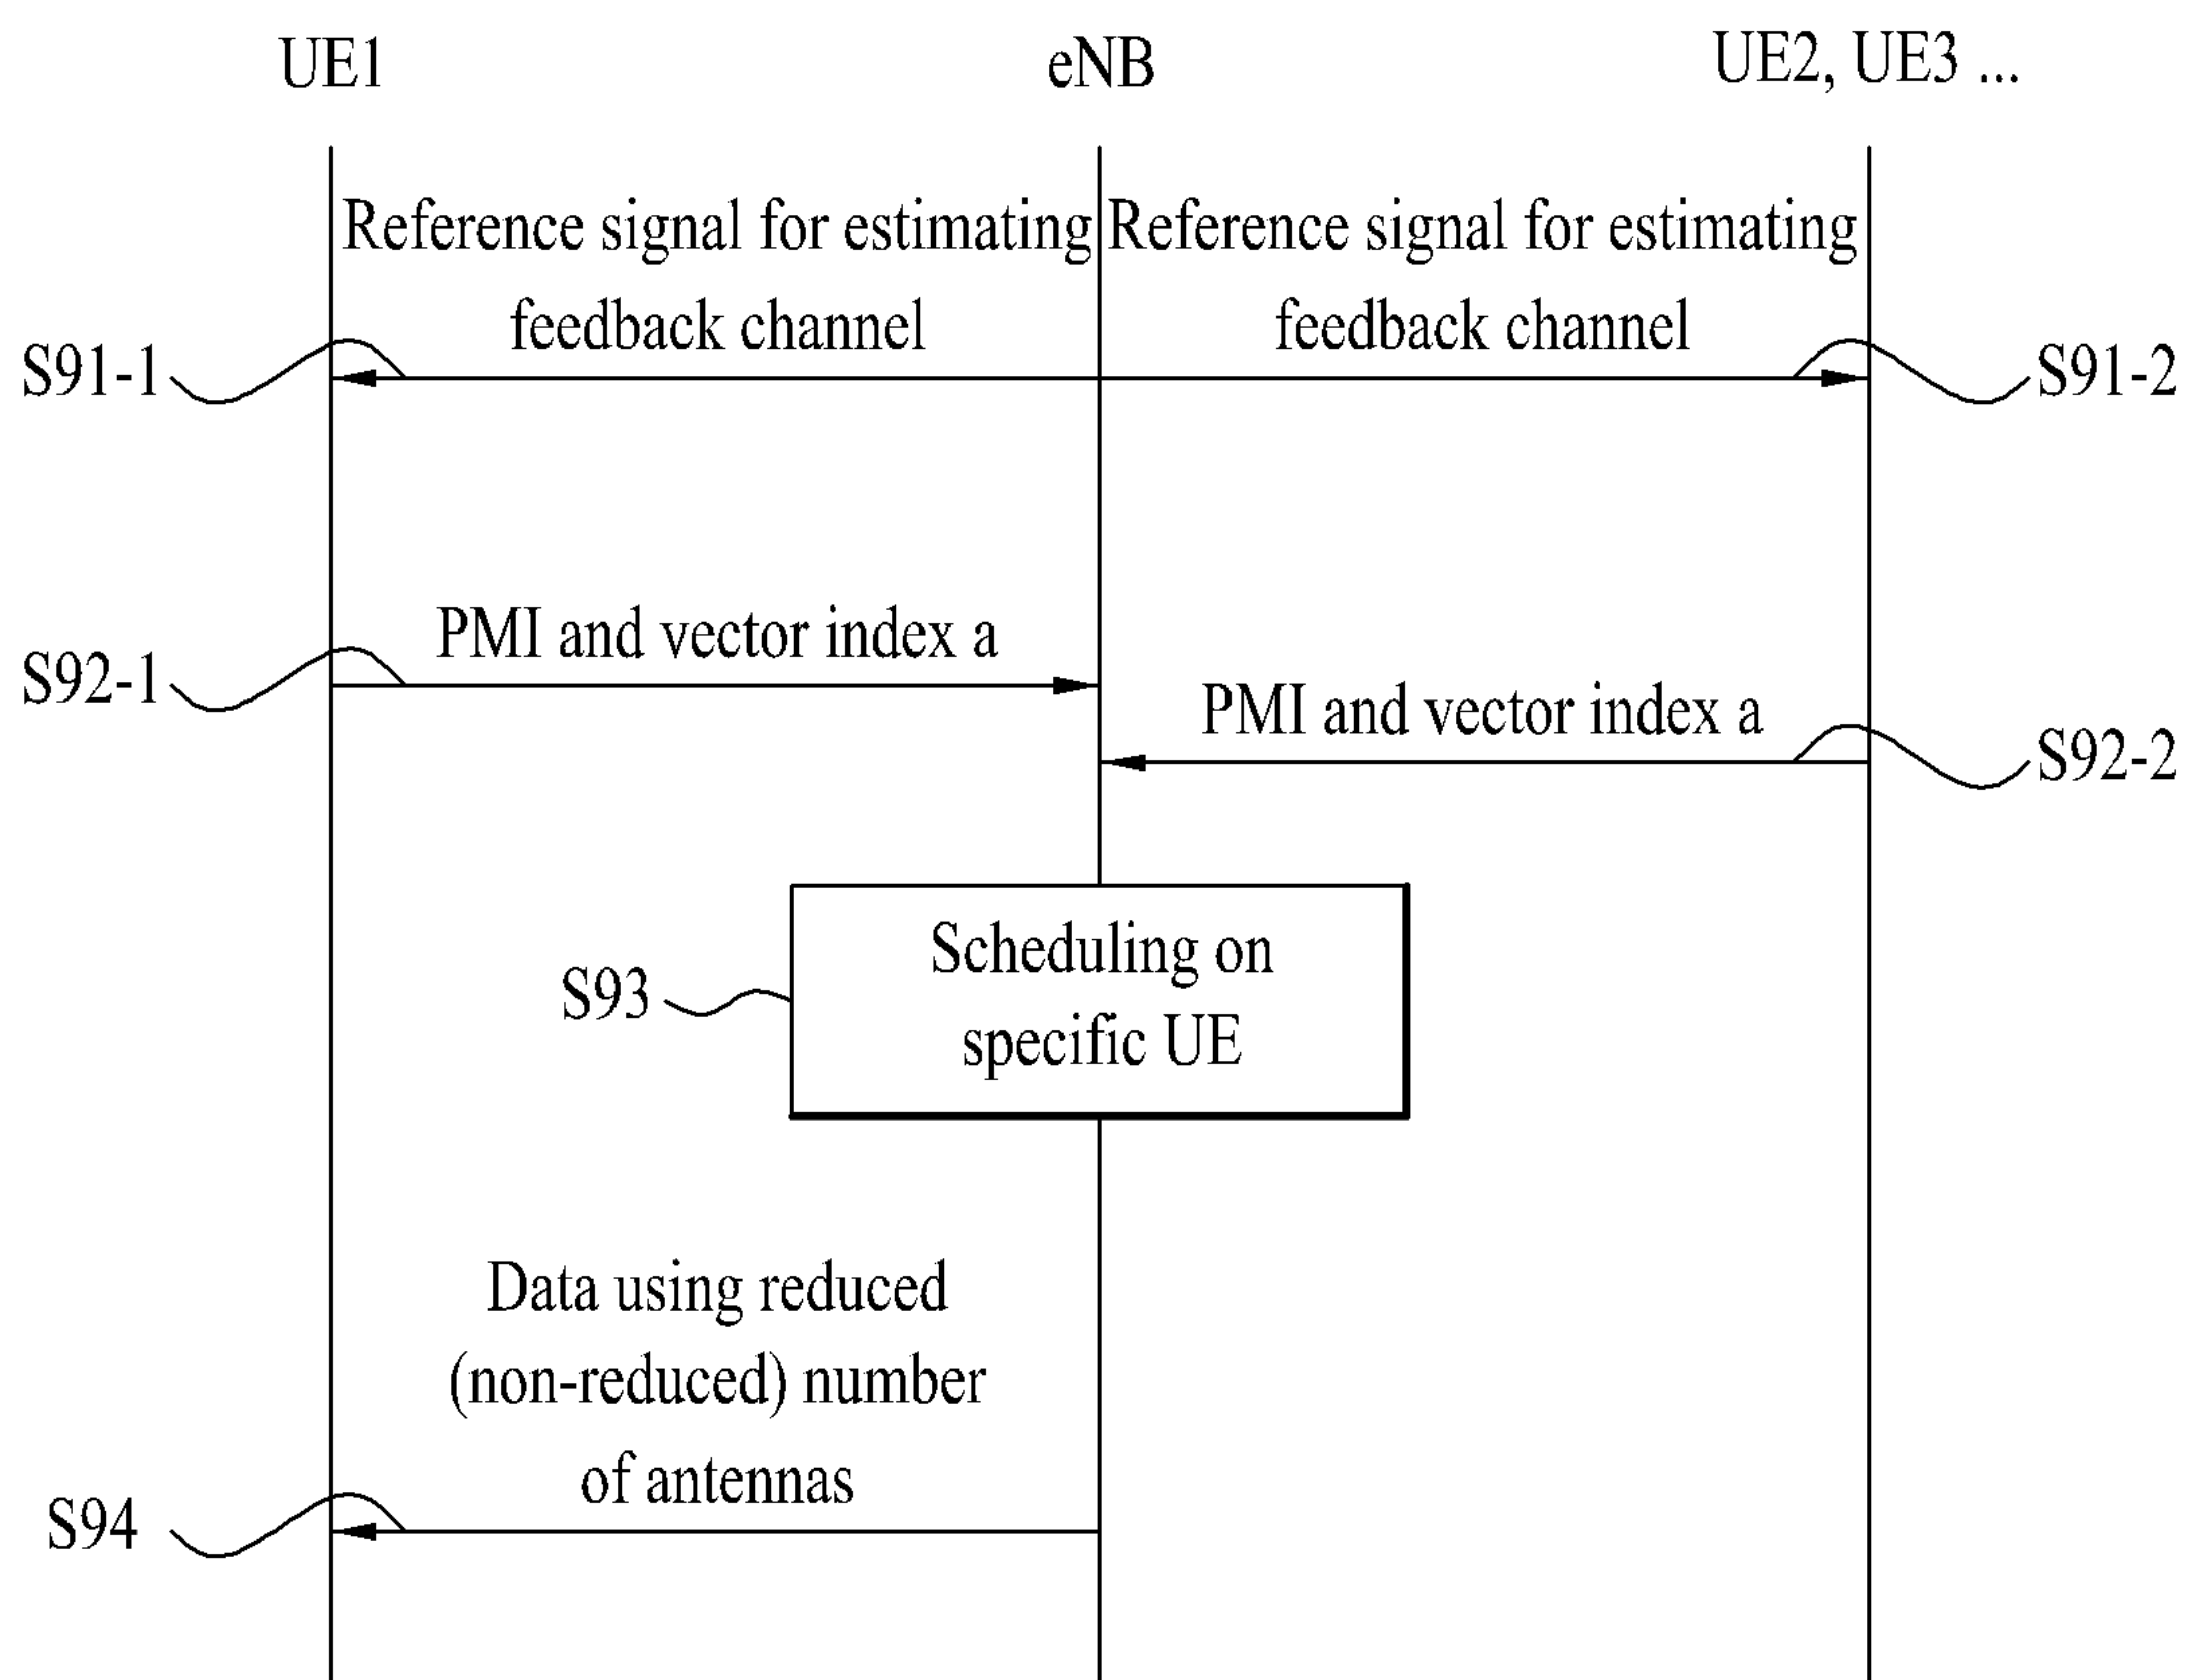 UE1
eNB
UE2, UE3 ...
Reference signal for estimating
feedback channel
Reference signal for estimating
feedback channel
S91-1
S91-2
PMI and vector index a
S92-1
PMI and vector index a
S92-2
Scheduling on
specific UE
S93
Data using reduced
(non-reduced) number
of antennas
S94